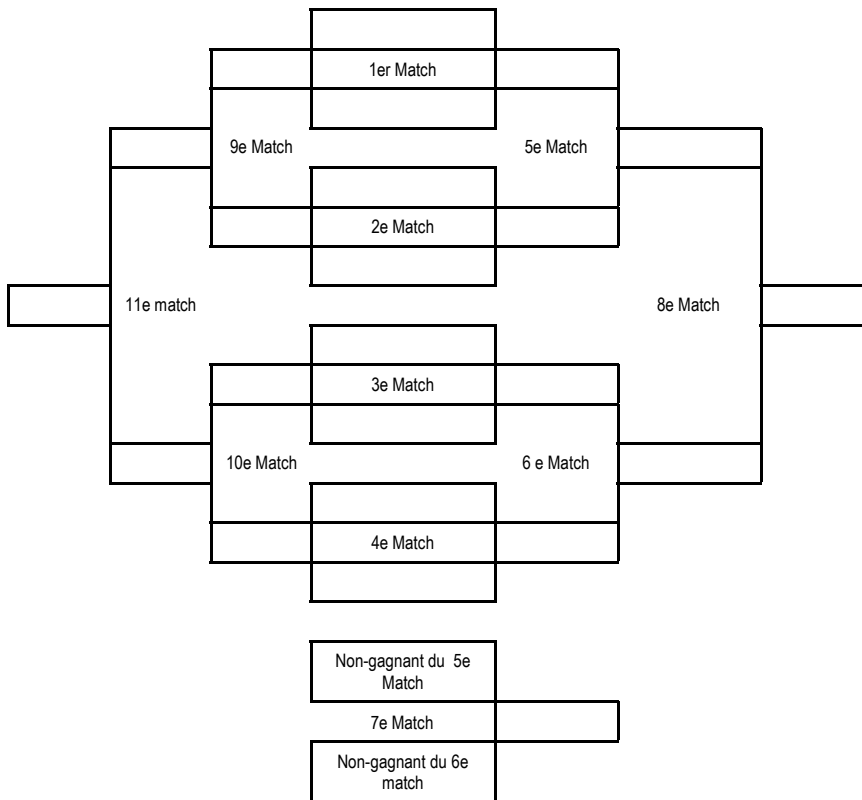 1er Match
9e Match
5e Match
2e Match
11e match
8e Match
3e Match
10e Match
6 e Match
4e Match
Non-gagnant du 5e
Match
7e Match
Non-gagnant du 6e
match